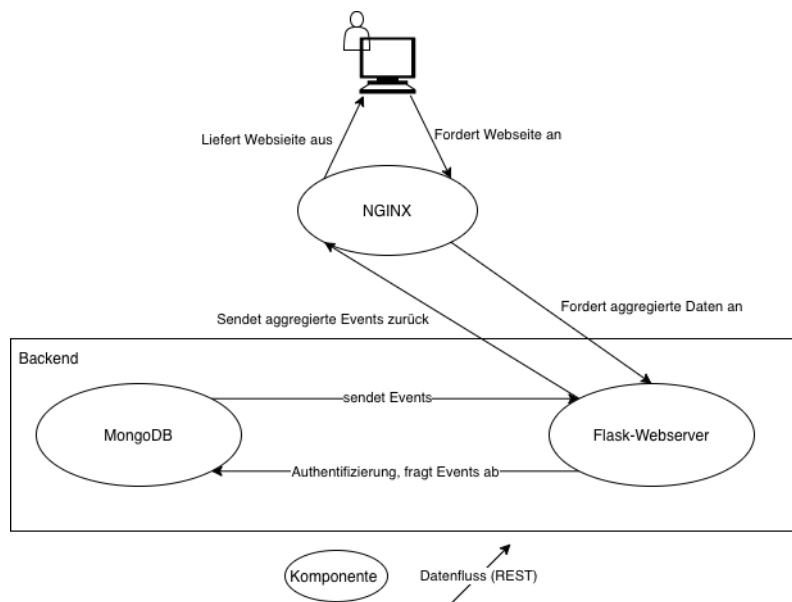 Liefert Websieite aus
Fordert Webseite an
NGINX
Fordert aggregierte Daten an
Sendet aggregierte Events zurück
Backend
sendet Events
MongoDB
Flask-Webserver
Authentifizierung, fragt Events ab
Komponente
Datenfluss (REST)